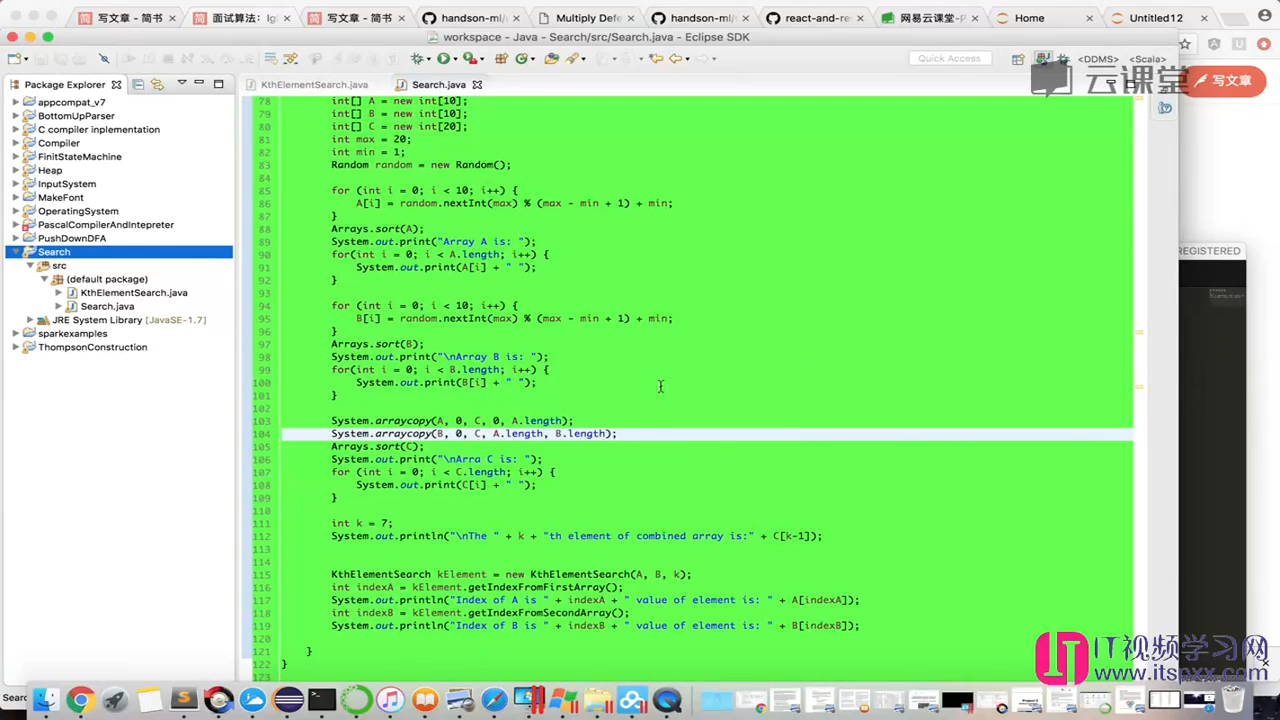 写文章 - 简书
面试算法：
写文章 - 简书
handson-ml/
Multiply Defe
handson-ml/
react-and-re
网易云课堂 - P
Home
Untitled12
workspace - Java - Search/src/Search.java - Eclipse SDK
Quick Access
<DDMS>
<Scala>
云课堂
写文章
Package Explorer
KthElementSearch.java
Search.java
appcompat_v7
BottomUpParser
C compiler inplementation
Compiler
FinitStateMachine
Heap
InputSystem
MakeFont
OperatingSystem
PascalCompilerAndIntepreter
PushDownDFA
Search
src
(default package)
KthElementSearch.java
Search.java
JRE System Library [JavaSE-1.7]
sparkexamples
ThompsonConstruction
78 int[] A = new int[10];
79 int[] B = new int[10];
80 int[] C = new int[20];
81 int max = 20;
82 int min = 1;
83 Random random = new Random();
84
85 for (int i = 0; i < 10; i++) {
86 A[i] = random.nextInt(max) % (max - min + 1) + min;
87 }
88 Arrays.sort(A);
89 System.out.print("Array A is: ");
90 for(int i = 0; i < A.length; i++) {
91 System.out.print(A[i] + " ");
92 }
93
94 for (int i = 0; i < 10; i++) {
95 B[i] = random.nextInt(max) % (max - min + 1) + min;
96 }
97 Arrays.sort(B);
98 System.out.print("\nArray B is: ");
99 for(int i = 0; i < B.length; i++) {
100 System.out.print(B[i] + " ");
101 }
102
103 System.arraycopy(A, 0, C, 0, A.length);
104 System.arraycopy(B, 0, C, A.length, B.length);
105 Arrays.sort(C);
106 System.out.print("\nArra C is: ");
107 for (int i = 0; i < C.length; i++) {
108 System.out.print(C[i] + " ");
109 }
110
111 int k = 7;
112 System.out.println("\nThe " + k + "th element of combined array is:" + C[k-1]);
113
114
115 KthElementSearch kElement = new KthElementSearch(A, B, k);
116 int indexA = kElement.getIndexFromFirstArray();
117 System.out.println("Index of A is " + indexA + " value of element is: " + A[indexA]);
118 int indexB = kElement.getIndexFromSecondArray();
119 System.out.println("Index of B is " + indexB + " value of element is: " + B[indexB]);
120
121 }
122 }
123
REGISTERED
IT视频学习网
www.itspxx.com
Sear